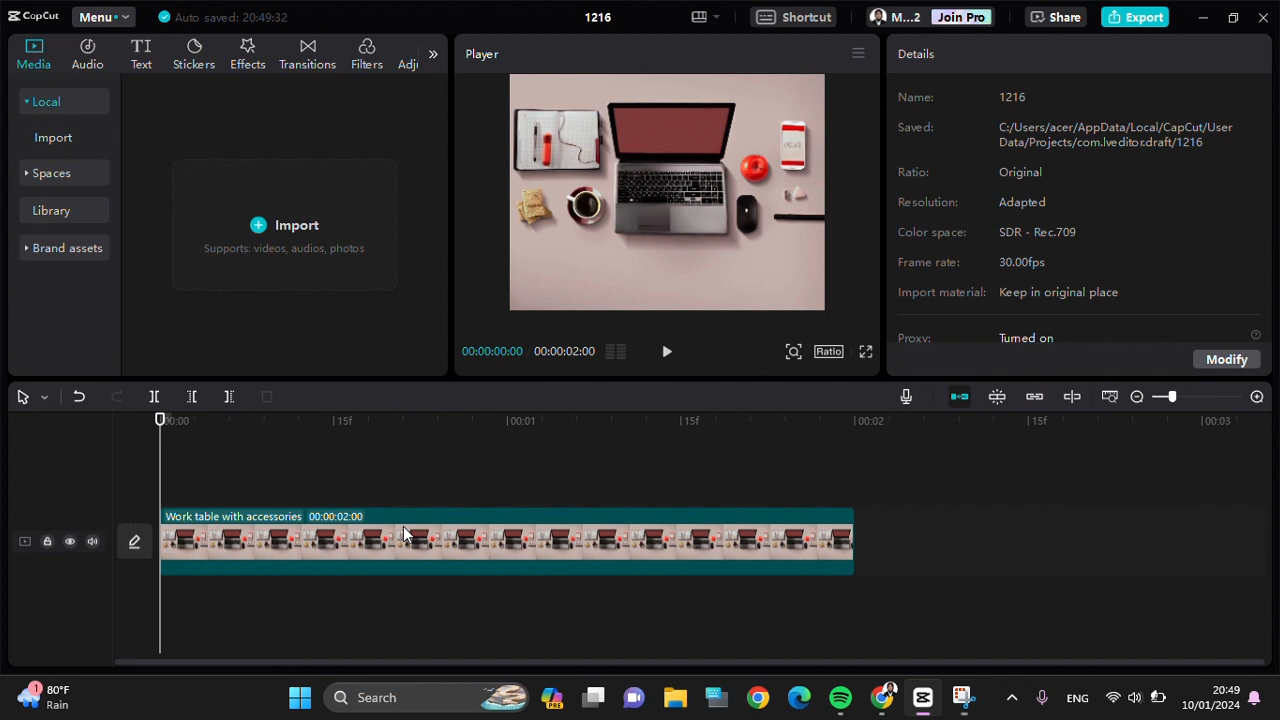 CapCut
Menu
Auto saved: 20:49:32
1216
Shortcut
M...2
Join Pro
Share
Export
Media
Audio
Text
Stickers
Effects
Transitions
Filters
Adj
Local
Import
Spaces
Library
Brand assets
Import
Supports: videos, audios, photos
Player
00:00:00:00 / 00:00:02:00
Ratio
Details
Name: 1216
Saved: C:/Users/acer/AppData/Local/CapCut/User
Data/Projects/com.lveditor.draft/1216
Ratio: Original
Resolution: Adapted
Color space: SDR - Rec.709
Frame rate: 30.00fps
Import material: Keep in original place
Proxy: Turned on
Modify
00:00
15f
00:01
15f
00:02
15f
00:03
Work table with accessories 00:00:02:00
1
80°F
Rain
Search
PRE
ENG
20:49
10/01/2024